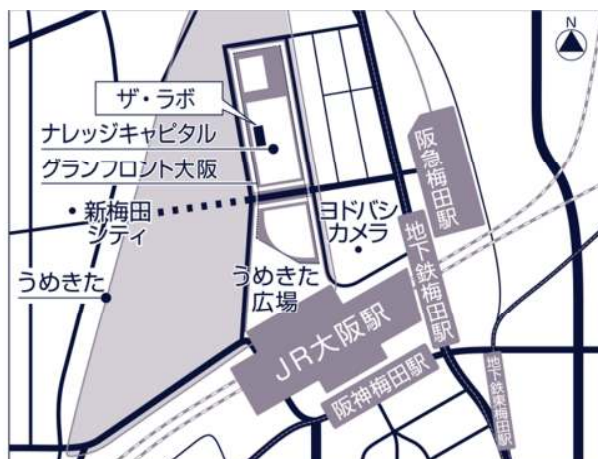 N
ザ・ラボ
ナレッジキャピタル
グランフロント大阪
新梅田
シティ
うめきた
うめきた
広場
ヨドバシ
カメラ
阪急梅田駅
地下鉄梅田駅
JR大阪駅
阪神梅田駅
地下鉄東梅田駅